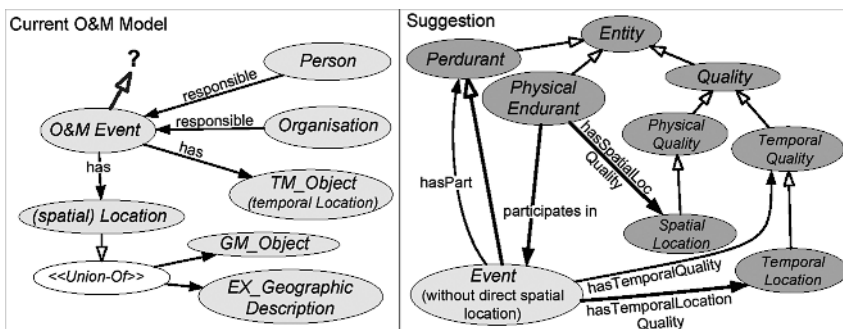 Current O&M Model
?
Person
responsible
O&M Event
responsible
Organisation
has
has
TM_Object
(temporal Location)
(spatial) Location
GM_Object
<<Union-Of>>
EX_Geographic
Description
Suggestion
Entity
Perdurant
Physical
Endurant
Quality
Physical
Quality
Temporal
Quality
hasSpatialLoc
Quality
hasPart
participates in
Spatial
Location
Event
(without direct spatial
location)
hasTemporalQuality
hasTemporalLocation
Quality
Temporal
Location